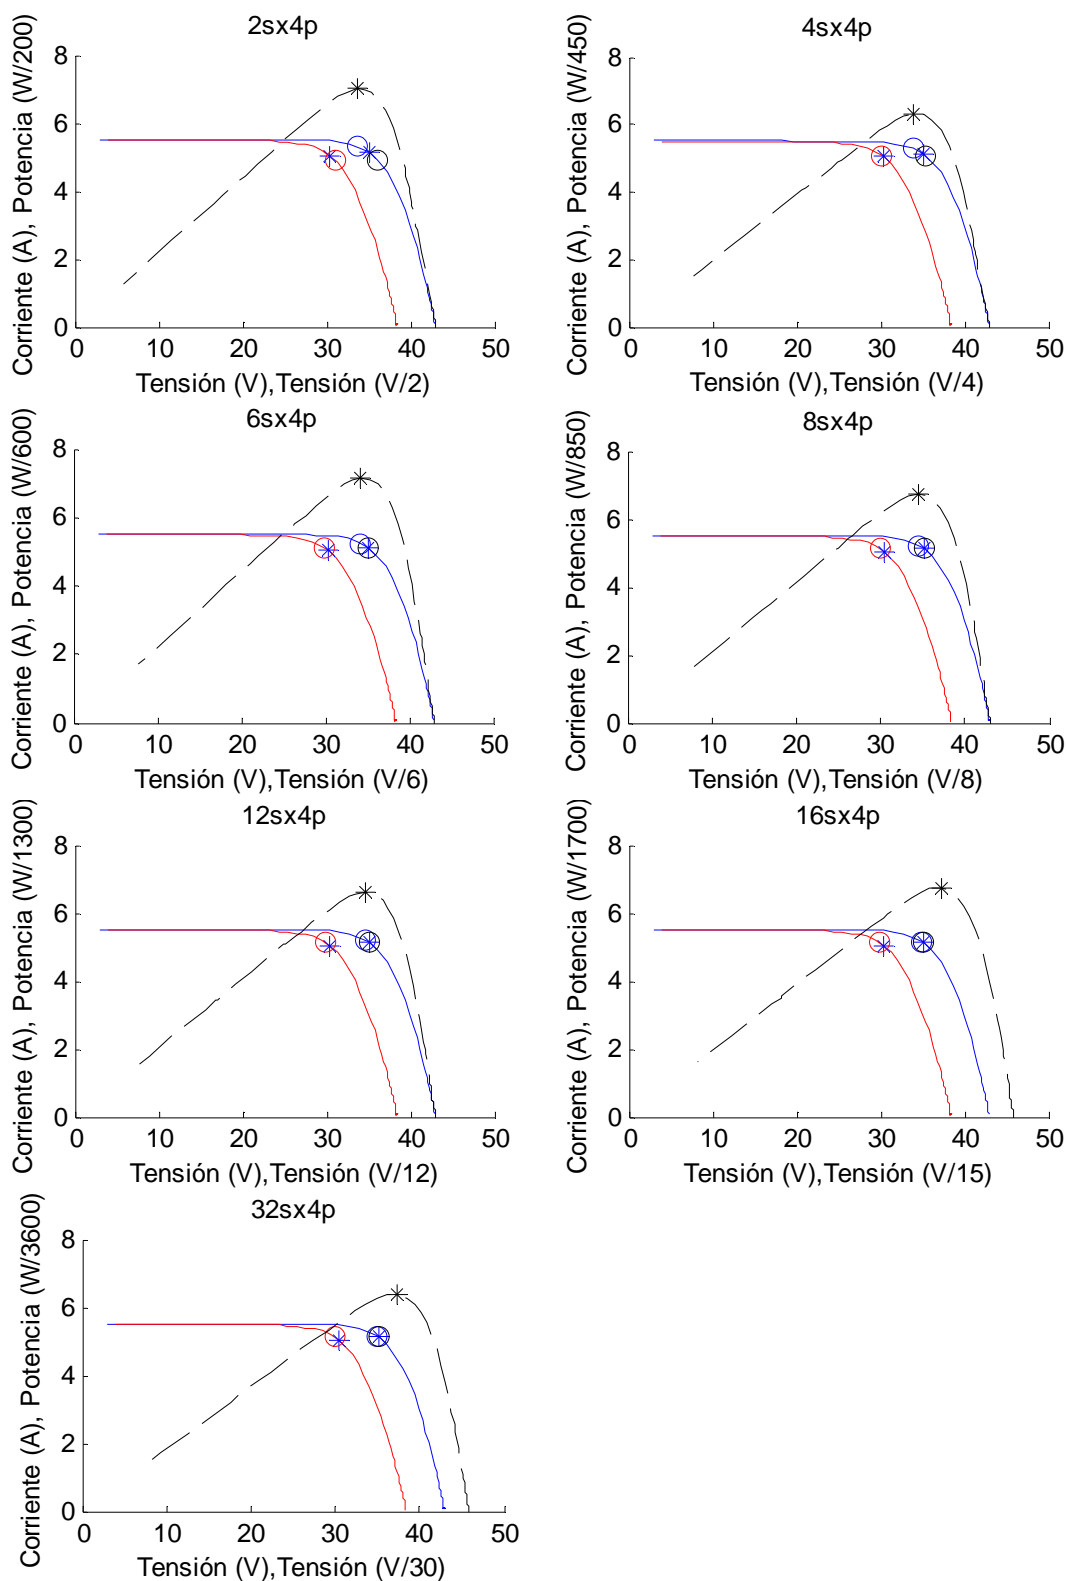 2sx4p
Corriente (A), Potencia (W/200)
8
6
4
2
0
0 10 20 30 40 50
Tensión (V),Tensión (V/2)
4sx4p
Corriente (A), Potencia (W/450)
8
6
4
2
0
0 10 20 30 40 50
Tensión (V),Tensión (V/4)
6sx4p
Corriente (A), Potencia (W/600)
8
6
4
2
0
0 10 20 30 40 50
Tensión (V),Tensión (V/6)
8sx4p
Corriente (A), Potencia (W/850)
8
6
4
2
0
0 10 20 30 40 50
Tensión (V),Tensión (V/8)
12sx4p
Corriente (A), Potencia (W/1300)
8
6
4
2
0
0 10 20 30 40 50
Tensión (V),Tensión (V/12)
16sx4p
Corriente (A), Potencia (W/1700)
8
6
4
2
0
0 10 20 30 40 50
Tensión (V),Tensión (V/15)
32sx4p
Corriente (A), Potencia (W/3600)
8
6
4
2
0
0 10 20 30 40 50
Tensión (V),Tensión (V/30)